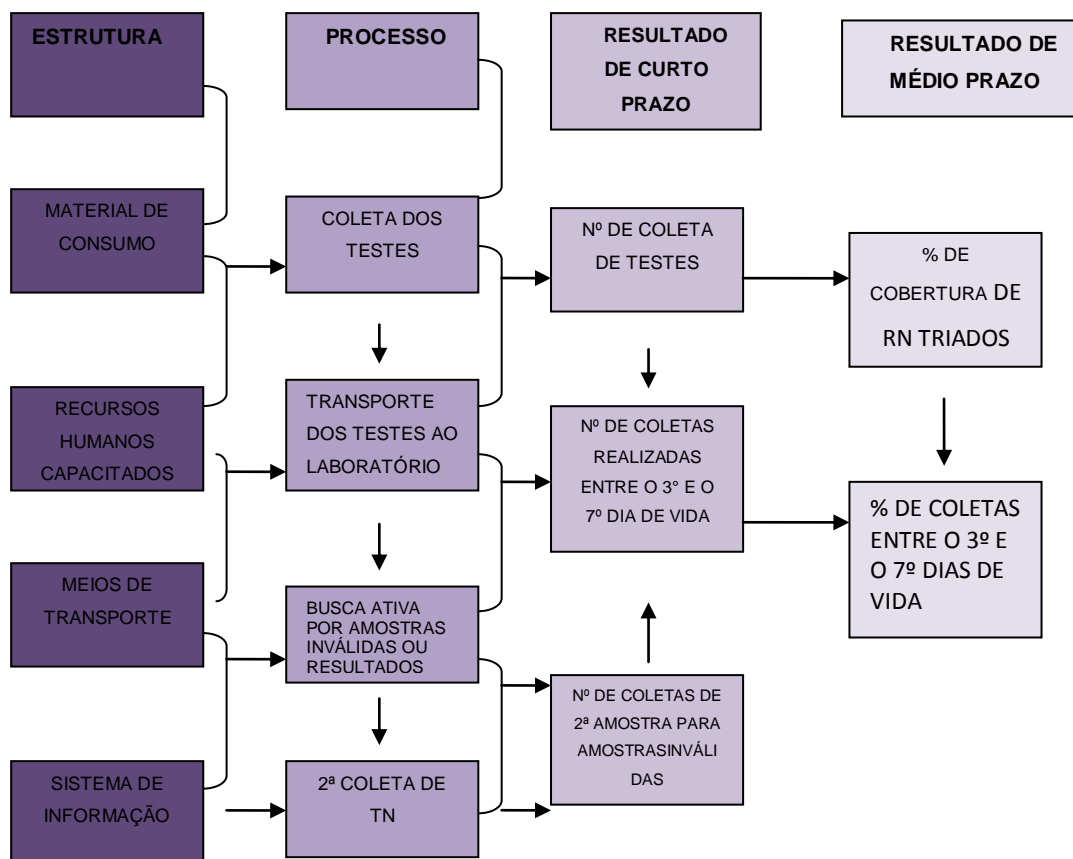 ESTRUTURA
PROCESSO
RESULTADO
DE CURTO
PRAZO
RESULTADO DE
MÉDIO PRAZO
MATERIAL DE
CONSUMO
COLETA DOS
TESTES
Nº DE COLETA
DE TESTES
% DE
COBERTURA DE
RN TRIADOS
RECURSOS
HUMANOS
CAPACITADOS
TRANSPORTE
DOS TESTES AO
LABORATÓRIO
Nº DE COLETAS
REALIZADAS
ENTRE O 3° E O
7º DIA DE VIDA
% DE COLETAS
ENTRE O 3º E
O 7º DIAS DE
VIDA
MEIOS DE
TRANSPORTE
BUSCA ATIVA
POR AMOSTRAS
INVÁLIDAS OU
RESULTADOS
Nº DE COLETAS DE
2ª AMOSTRA PARA
AMOSTRASINVÁLI
DAS
SISTEMA DE
INFORMAÇÃO
2ª COLETA DE
TN